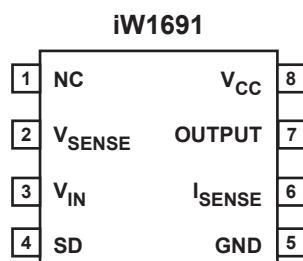 iW1691
1 NC V_CC 8
2 V_SENSE OUTPUT 7
3 V_IN I_SENSE 6
4 SD GND 5